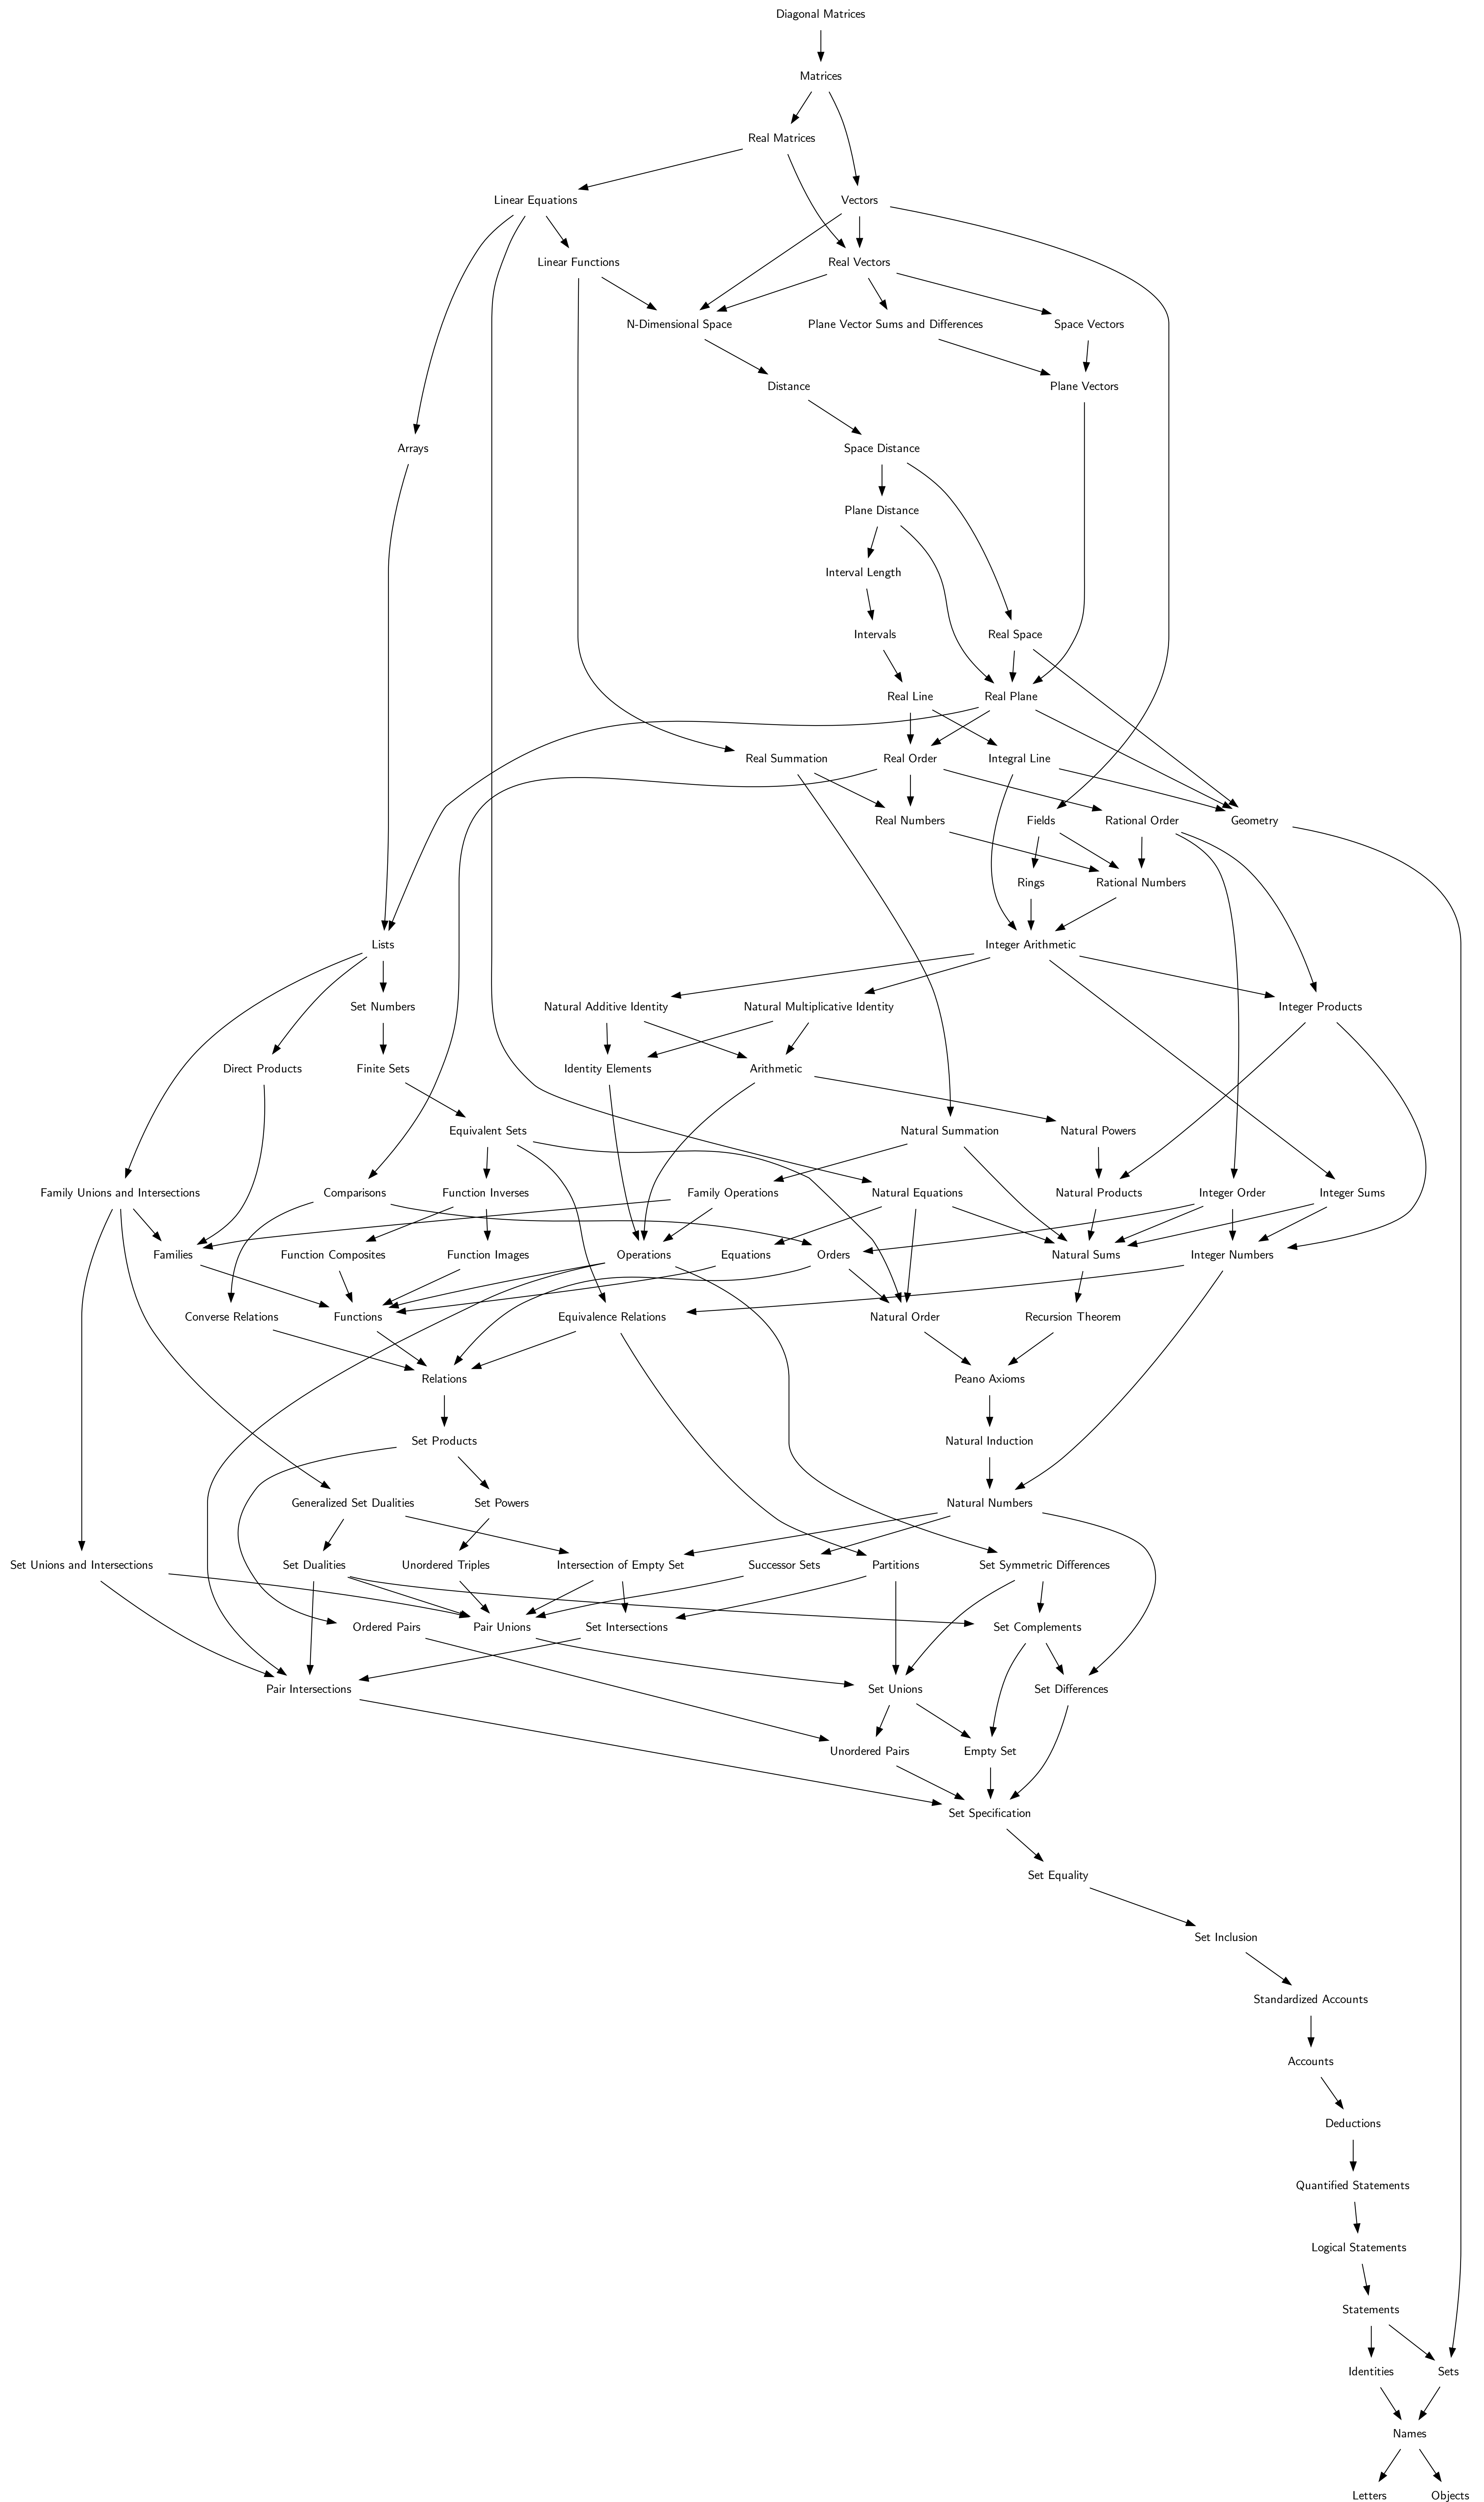 Diagonal Matrices
Matrices
Real Matrices
Linear Equations
Vectors
Linear Functions
Real Vectors
N-Dimensional Space
Plane Vector Sums and Differences
Space Vectors
Distance
Plane Vectors
Arrays
Space Distance
Plane Distance
Interval Length
Intervals
Real Space
Real Line
Real Plane
Real Summation
Real Order
Integral Line
Real Numbers
Fields
Rational Order
Geometry
Rings
Rational Numbers
Lists
Integer Arithmetic
Set Numbers
Natural Additive Identity
Natural Multiplicative Identity
Integer Products
Direct Products
Finite Sets
Identity Elements
Arithmetic
Equivalent Sets
Natural Summation
Natural Powers
Family Unions and Intersections
Comparisons
Function Inverses
Family Operations
Natural Equations
Natural Products
Integer Order
Integer Sums
Families
Function Composites
Function Images
Operations
Equations
Orders
Natural Sums
Integer Numbers
Converse Relations
Functions
Equivalence Relations
Natural Order
Recursion Theorem
Relations
Peano Axioms
Set Products
Natural Induction
Generalized Set Dualities
Set Powers
Natural Numbers
Set Unions and Intersections
Set Dualities
Unordered Triples
Intersection of Empty Set
Successor Sets
Partitions
Set Symmetric Differences
Ordered Pairs
Pair Unions
Set Intersections
Set Complements
Pair Intersections
Set Unions
Set Differences
Unordered Pairs
Empty Set
Set Specification
Set Equality
Set Inclusion
Standardized Accounts
Accounts
Deductions
Quantified Statements
Logical Statements
Statements
Identities
Sets
Names
Letters
Objects